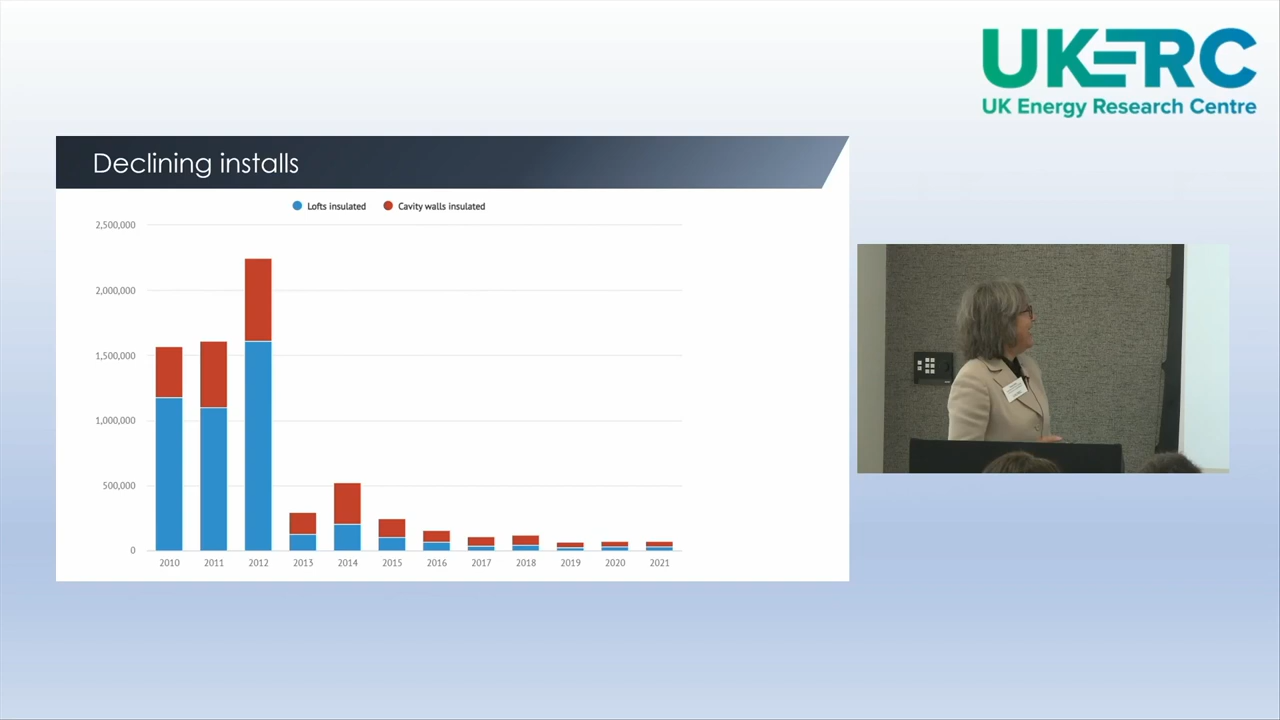 UKERC
UK Energy Research Centre
Declining installs
Lofts insulated Cavity walls insulated
2,500,000
2,000,000
1,500,000
1,000,000
500,000
0
2010 2011 2012 2013 2014 2015 2016 2017 2018 2019 2020 2021